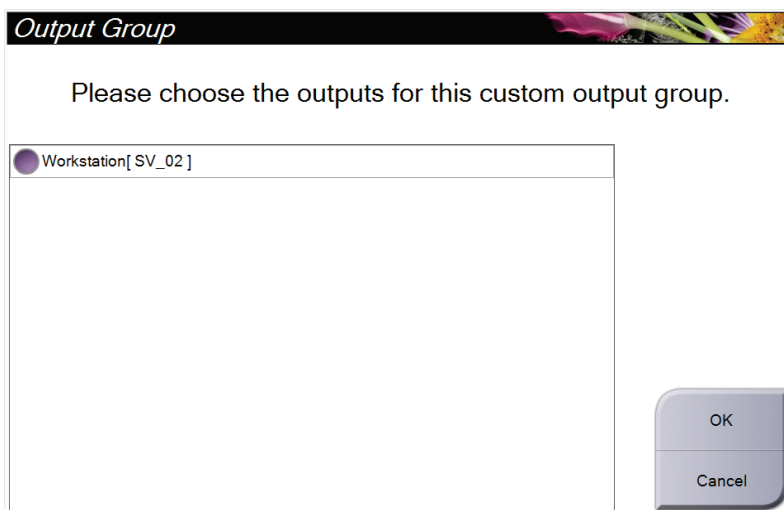 Output Group
Please choose the outputs for this custom output group.
Workstation[ SV_02 ]
OK
Cancel